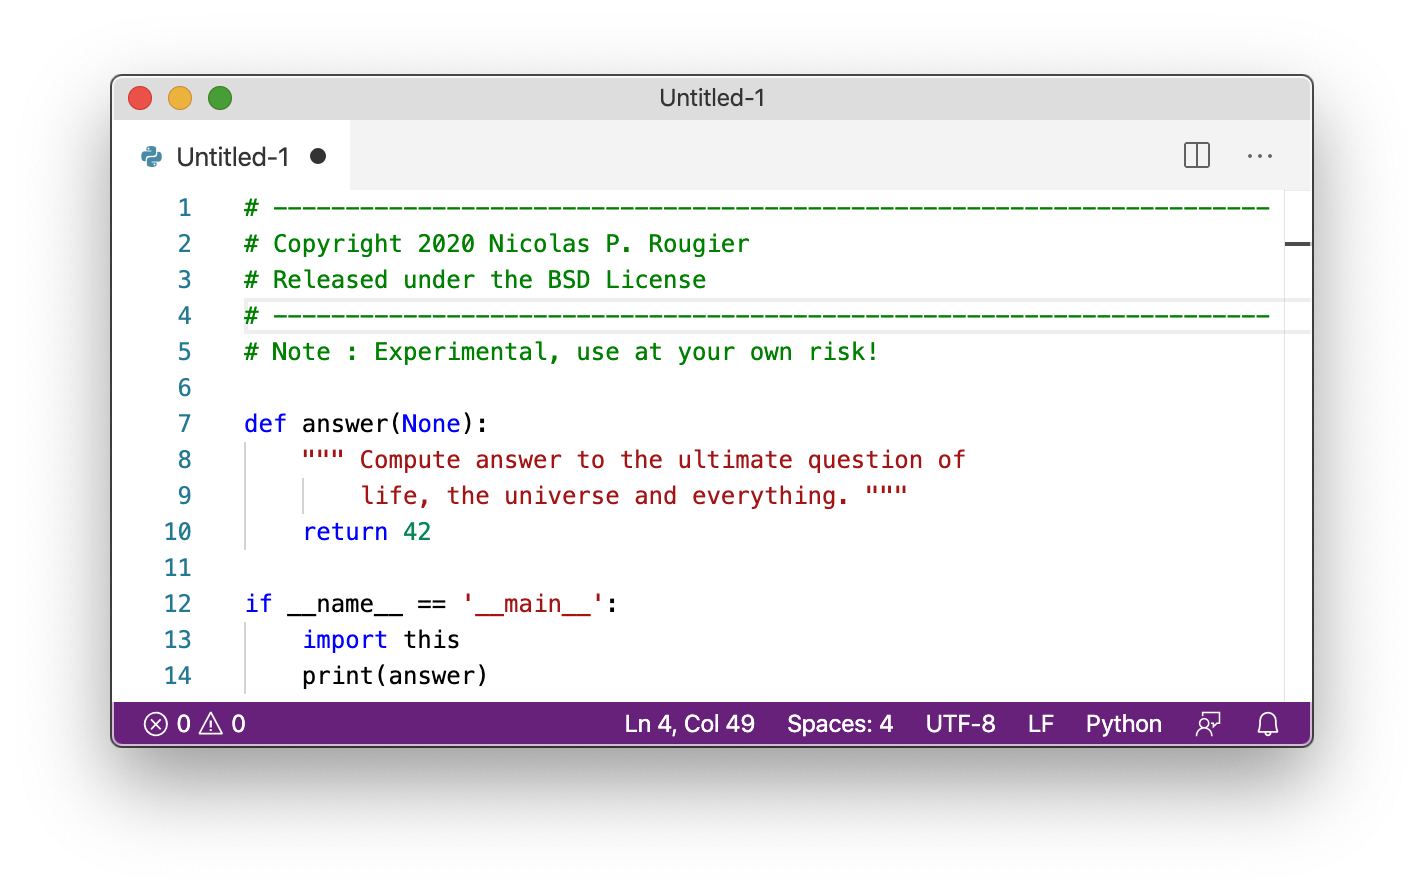 Untitled-1
Untitled-1
1 # ---------------------------------------------------------------------
2 # Copyright 2020 Nicolas P. Rougier
3 # Released under the BSD License
4 # ---------------------------------------------------------------------
5 # Note : Experimental, use at your own risk!
6
7 def answer(None):
8     """ Compute answer to the ultimate question of
9         life, the universe and everything. """
10     return 42
11
12 if __name__ == '__main__':
13     import this
14     print(answer)
0 0 Ln 4, Col 49 Spaces: 4 UTF-8 LF Python